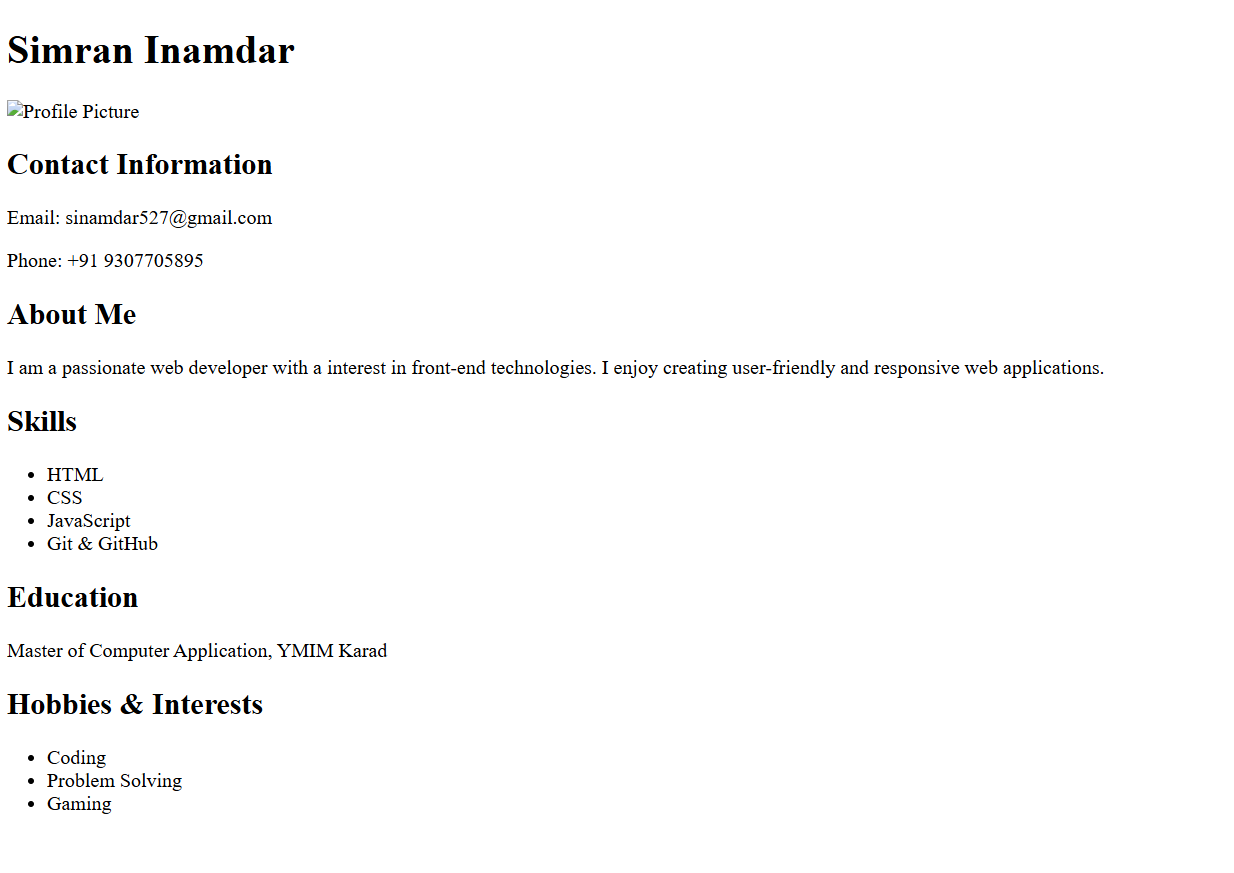 Simran Inamdar
Profile Picture
Contact Information
Email: sinamdar527@gmail.com
Phone: +91 9307705895
About Me
I am a passionate web developer with a interest in front-end technologies. I enjoy creating user-friendly and responsive web applications.
Skills
HTML
CSS
JavaScript
Git & GitHub
Education
Master of Computer Application, YMIM Karad
Hobbies & Interests
Coding
Problem Solving
Gaming